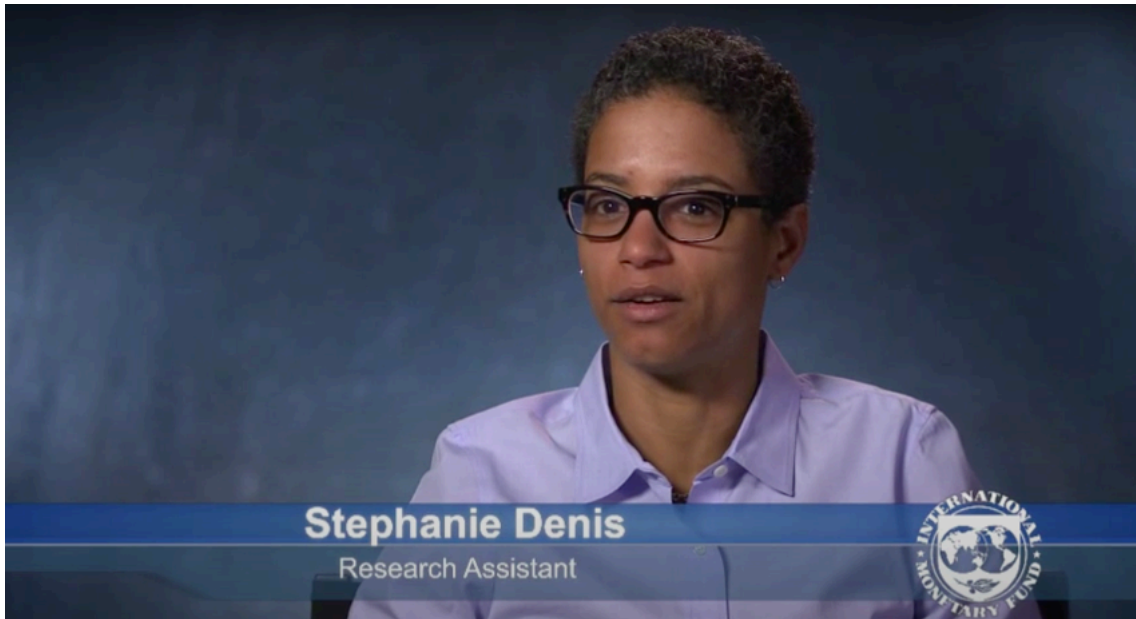 Stephanie Denis
Research Assistant
INTERNATIONAL MONETARY FUND